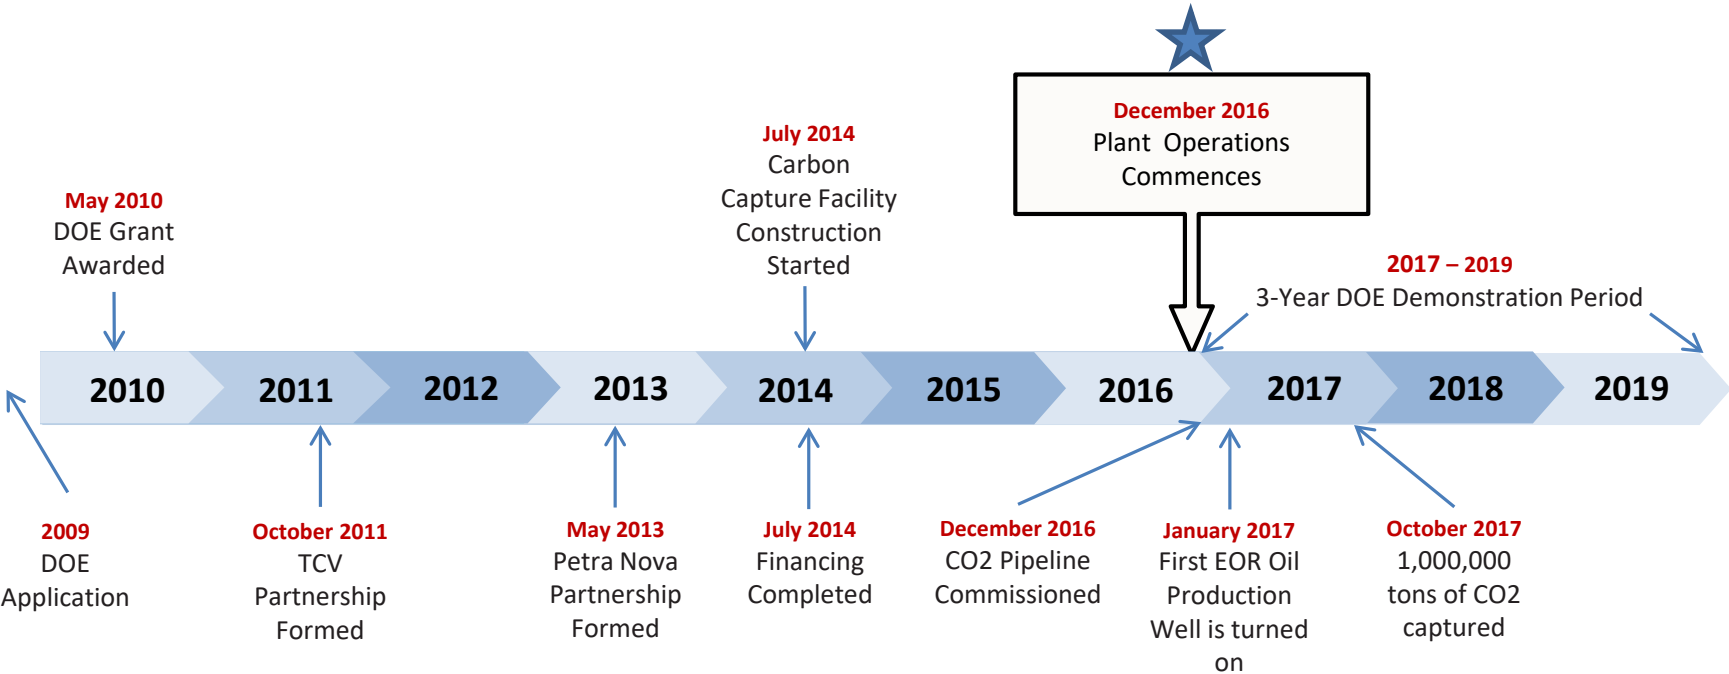 December 2016
Plant Operations
Commences
July 2014
Carbon
Capture Facility
Construction
Started
May 2010
DOE Grant
Awarded
2017 – 2019
3-Year DOE Demonstration Period
2010
2011
2012
2013
2014
2015
2016
2017
2018
2019
2009
DOE
Application
October 2011
TCV
Partnership
Formed
May 2013
Petra Nova
Partnership
Formed
July 2014
Financing
Completed
December 2016
CO2 Pipeline
Commissioned
January 2017
First EOR Oil
Production
Well is turned
on
October 2017
1,000,000
tons of CO2
captured